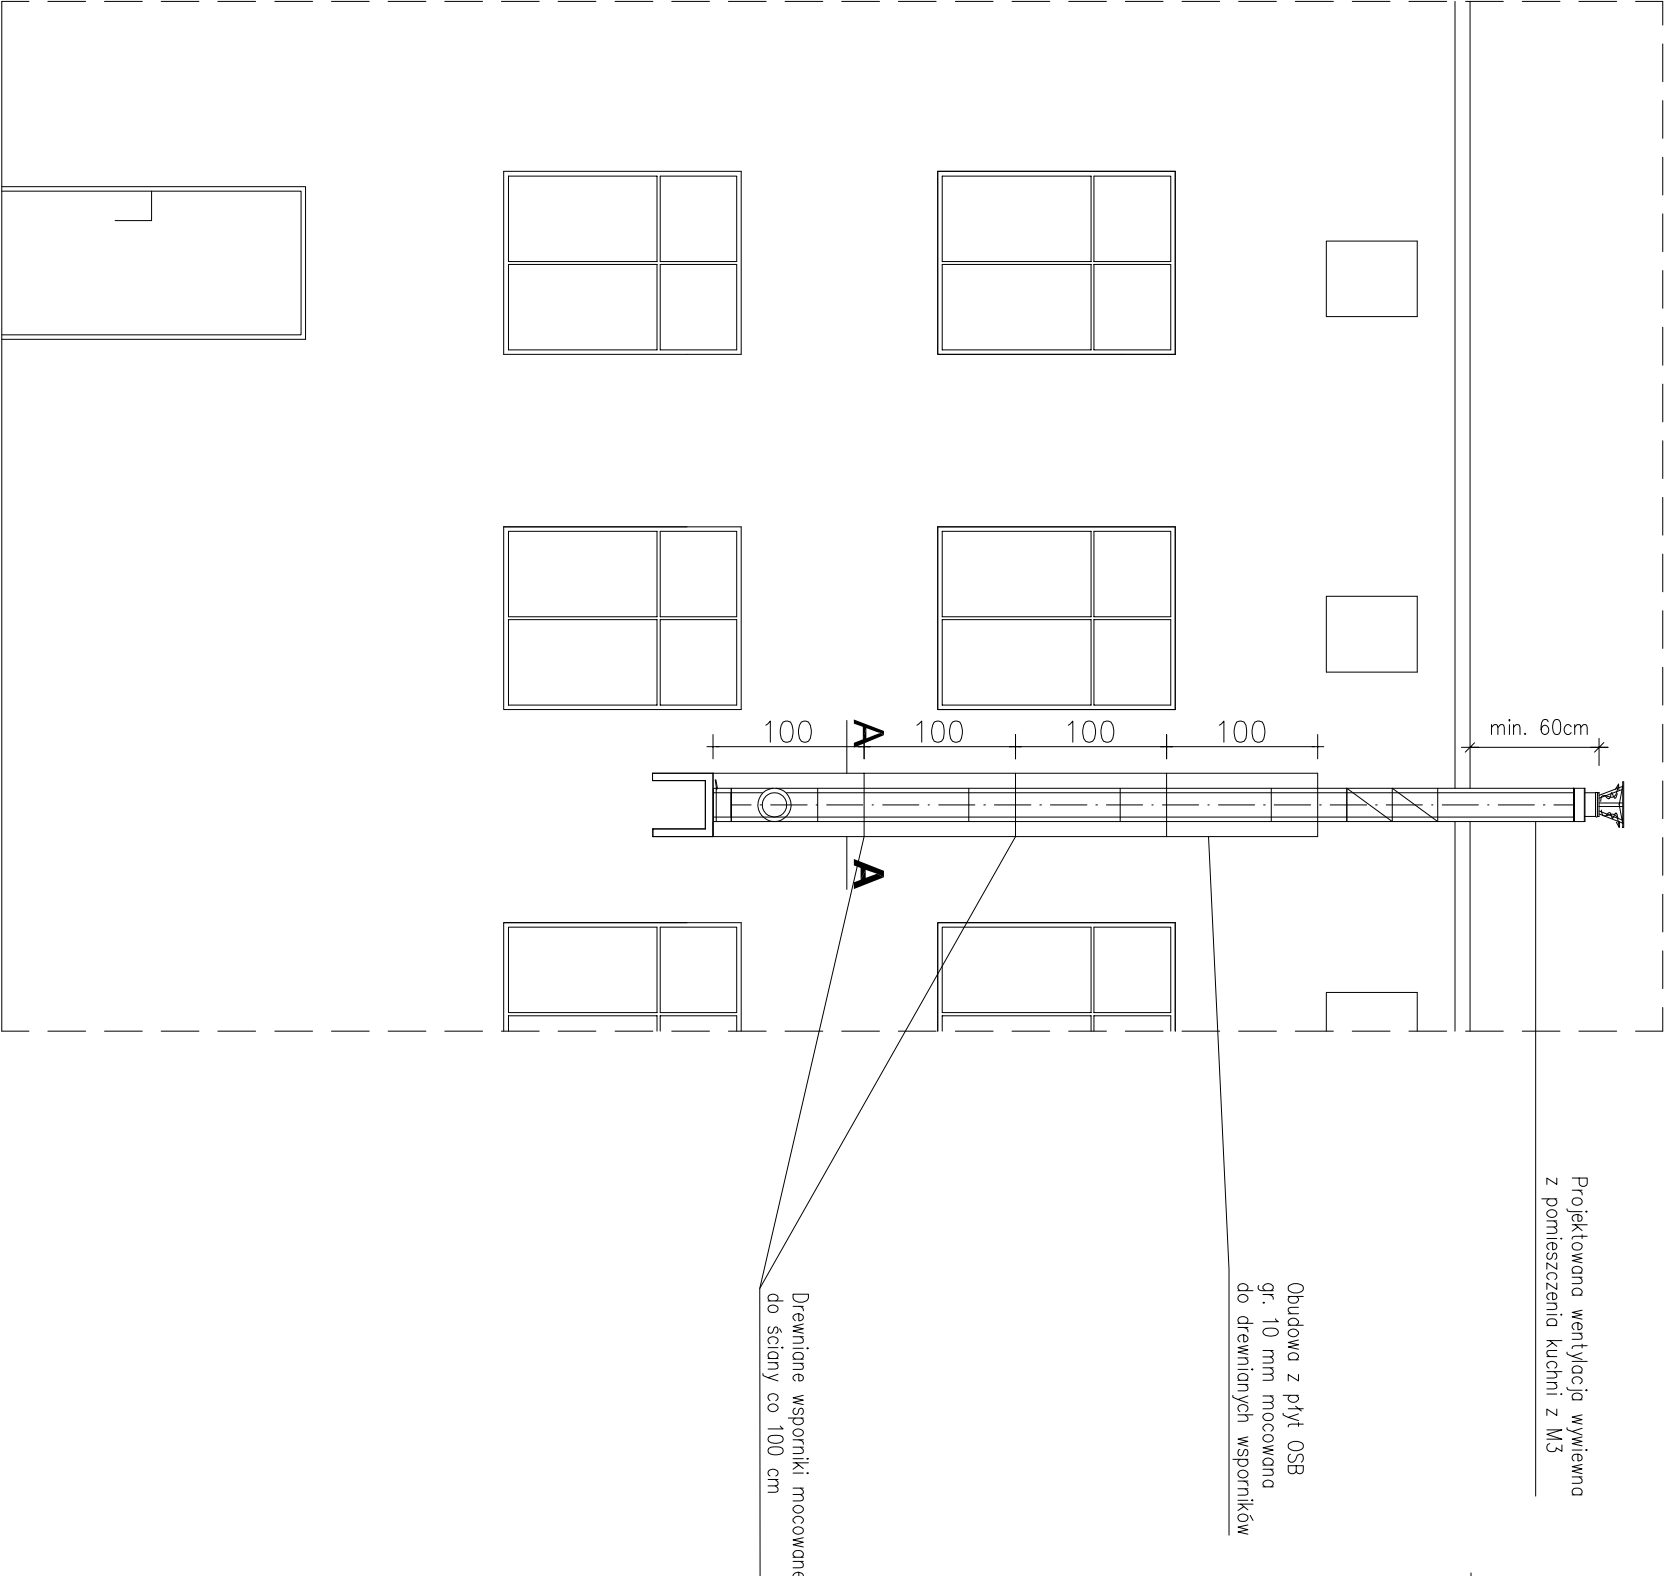 100
100
100
100
min. 60cm
A
A
Projektowana wentylacja wywiewna
z pomieszczenia kuchni z M3
Obudowa z płyt OSB
gr. 10 mm mocowana
do drewnianych wsporników
Drewniane wsporniki mocowane
do ściany co 100 cm